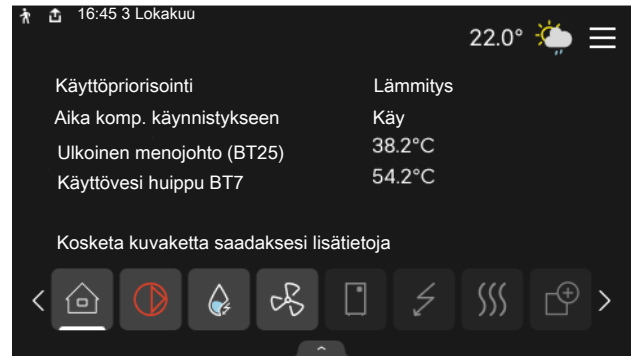 16:45 3 Lokakuu
22.0°
Käyttöpriorisointi Lämmitys
Aika komp. käynnistykseen Käy
Ulkoinen menojohto (BT25) 38.2°C
Käyttövesi huippu BT7 54.2°C
Kosketa kuvaketta saadaksesi lisätietoja